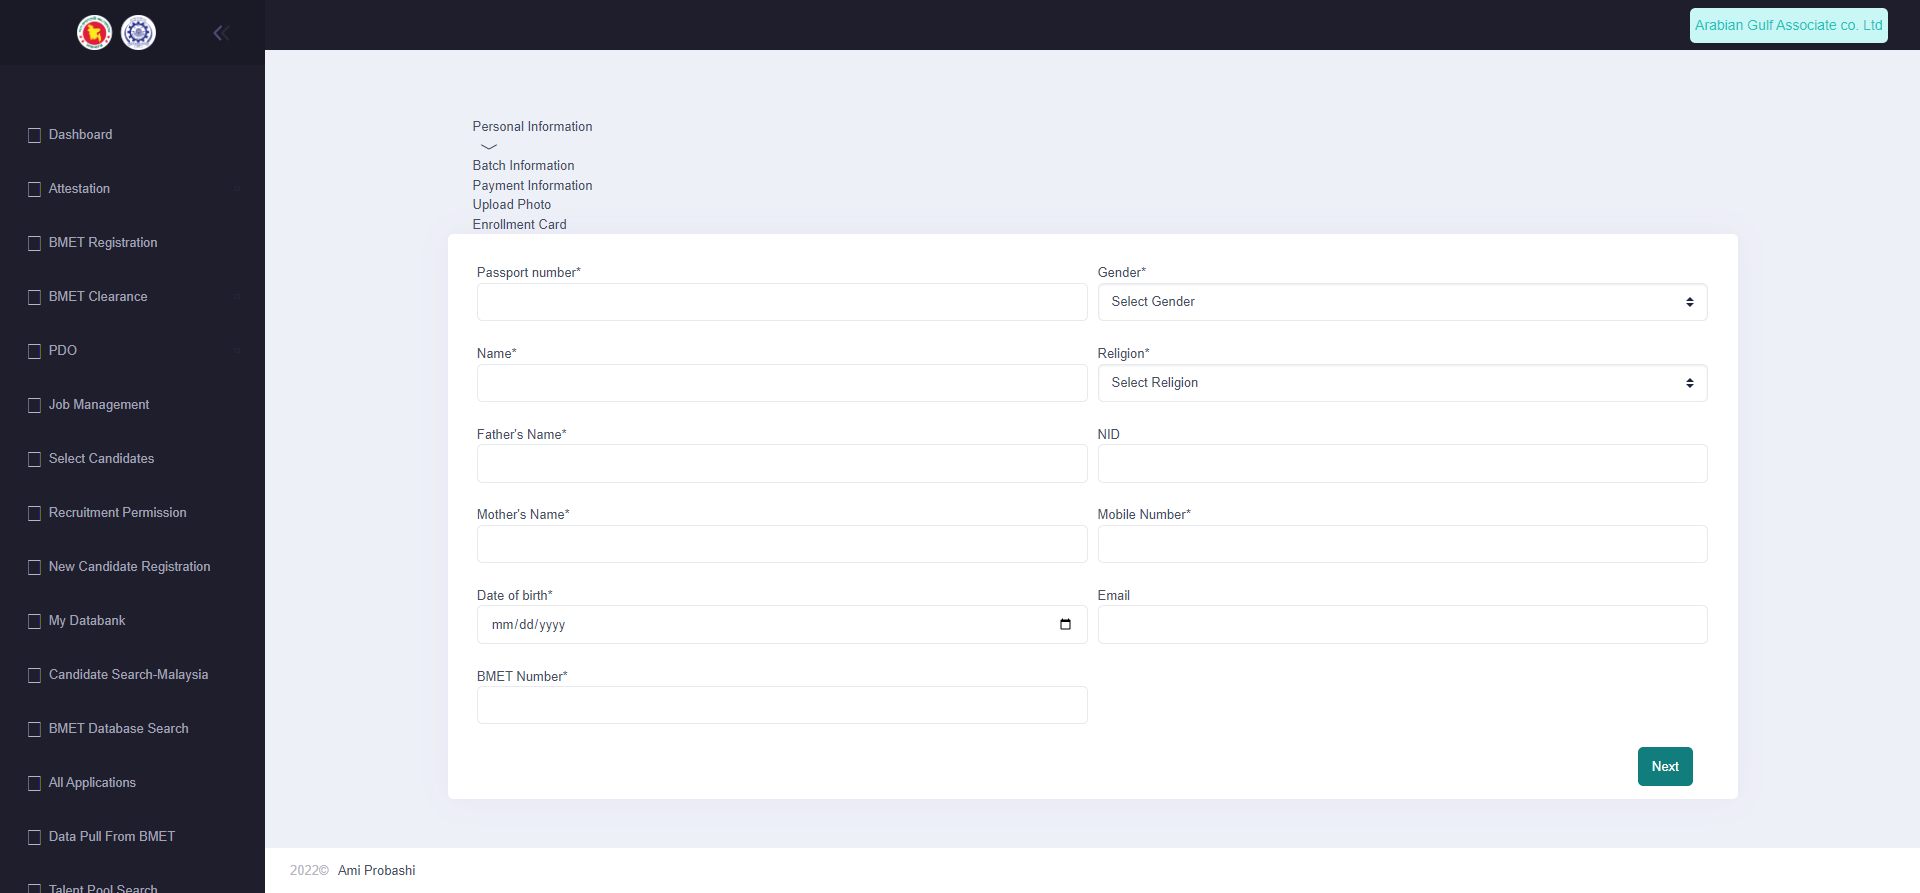 Arabian Gulf Associate co. Ltd
Dashboard
Attestation
BMET Registration
BMET Clearance
PDO
Job Management
Select Candidates
Recruitment Permission
New Candidate Registration
My Databank
Candidate Search-Malaysia
BMET Database Search
All Applications
Data Pull From BMET
Talent Pool Search
Personal Information
Batch Information
Payment Information
Upload Photo
Enrollment Card
Passport number*
Gender*
Select Gender
Name*
Religion*
Select Religion
Father's Name*
NID
Mother's Name*
Mobile Number*
Date of birth*
mm/dd/yyyy
Email
BMET Number*
Next
2022© Ami Probashi